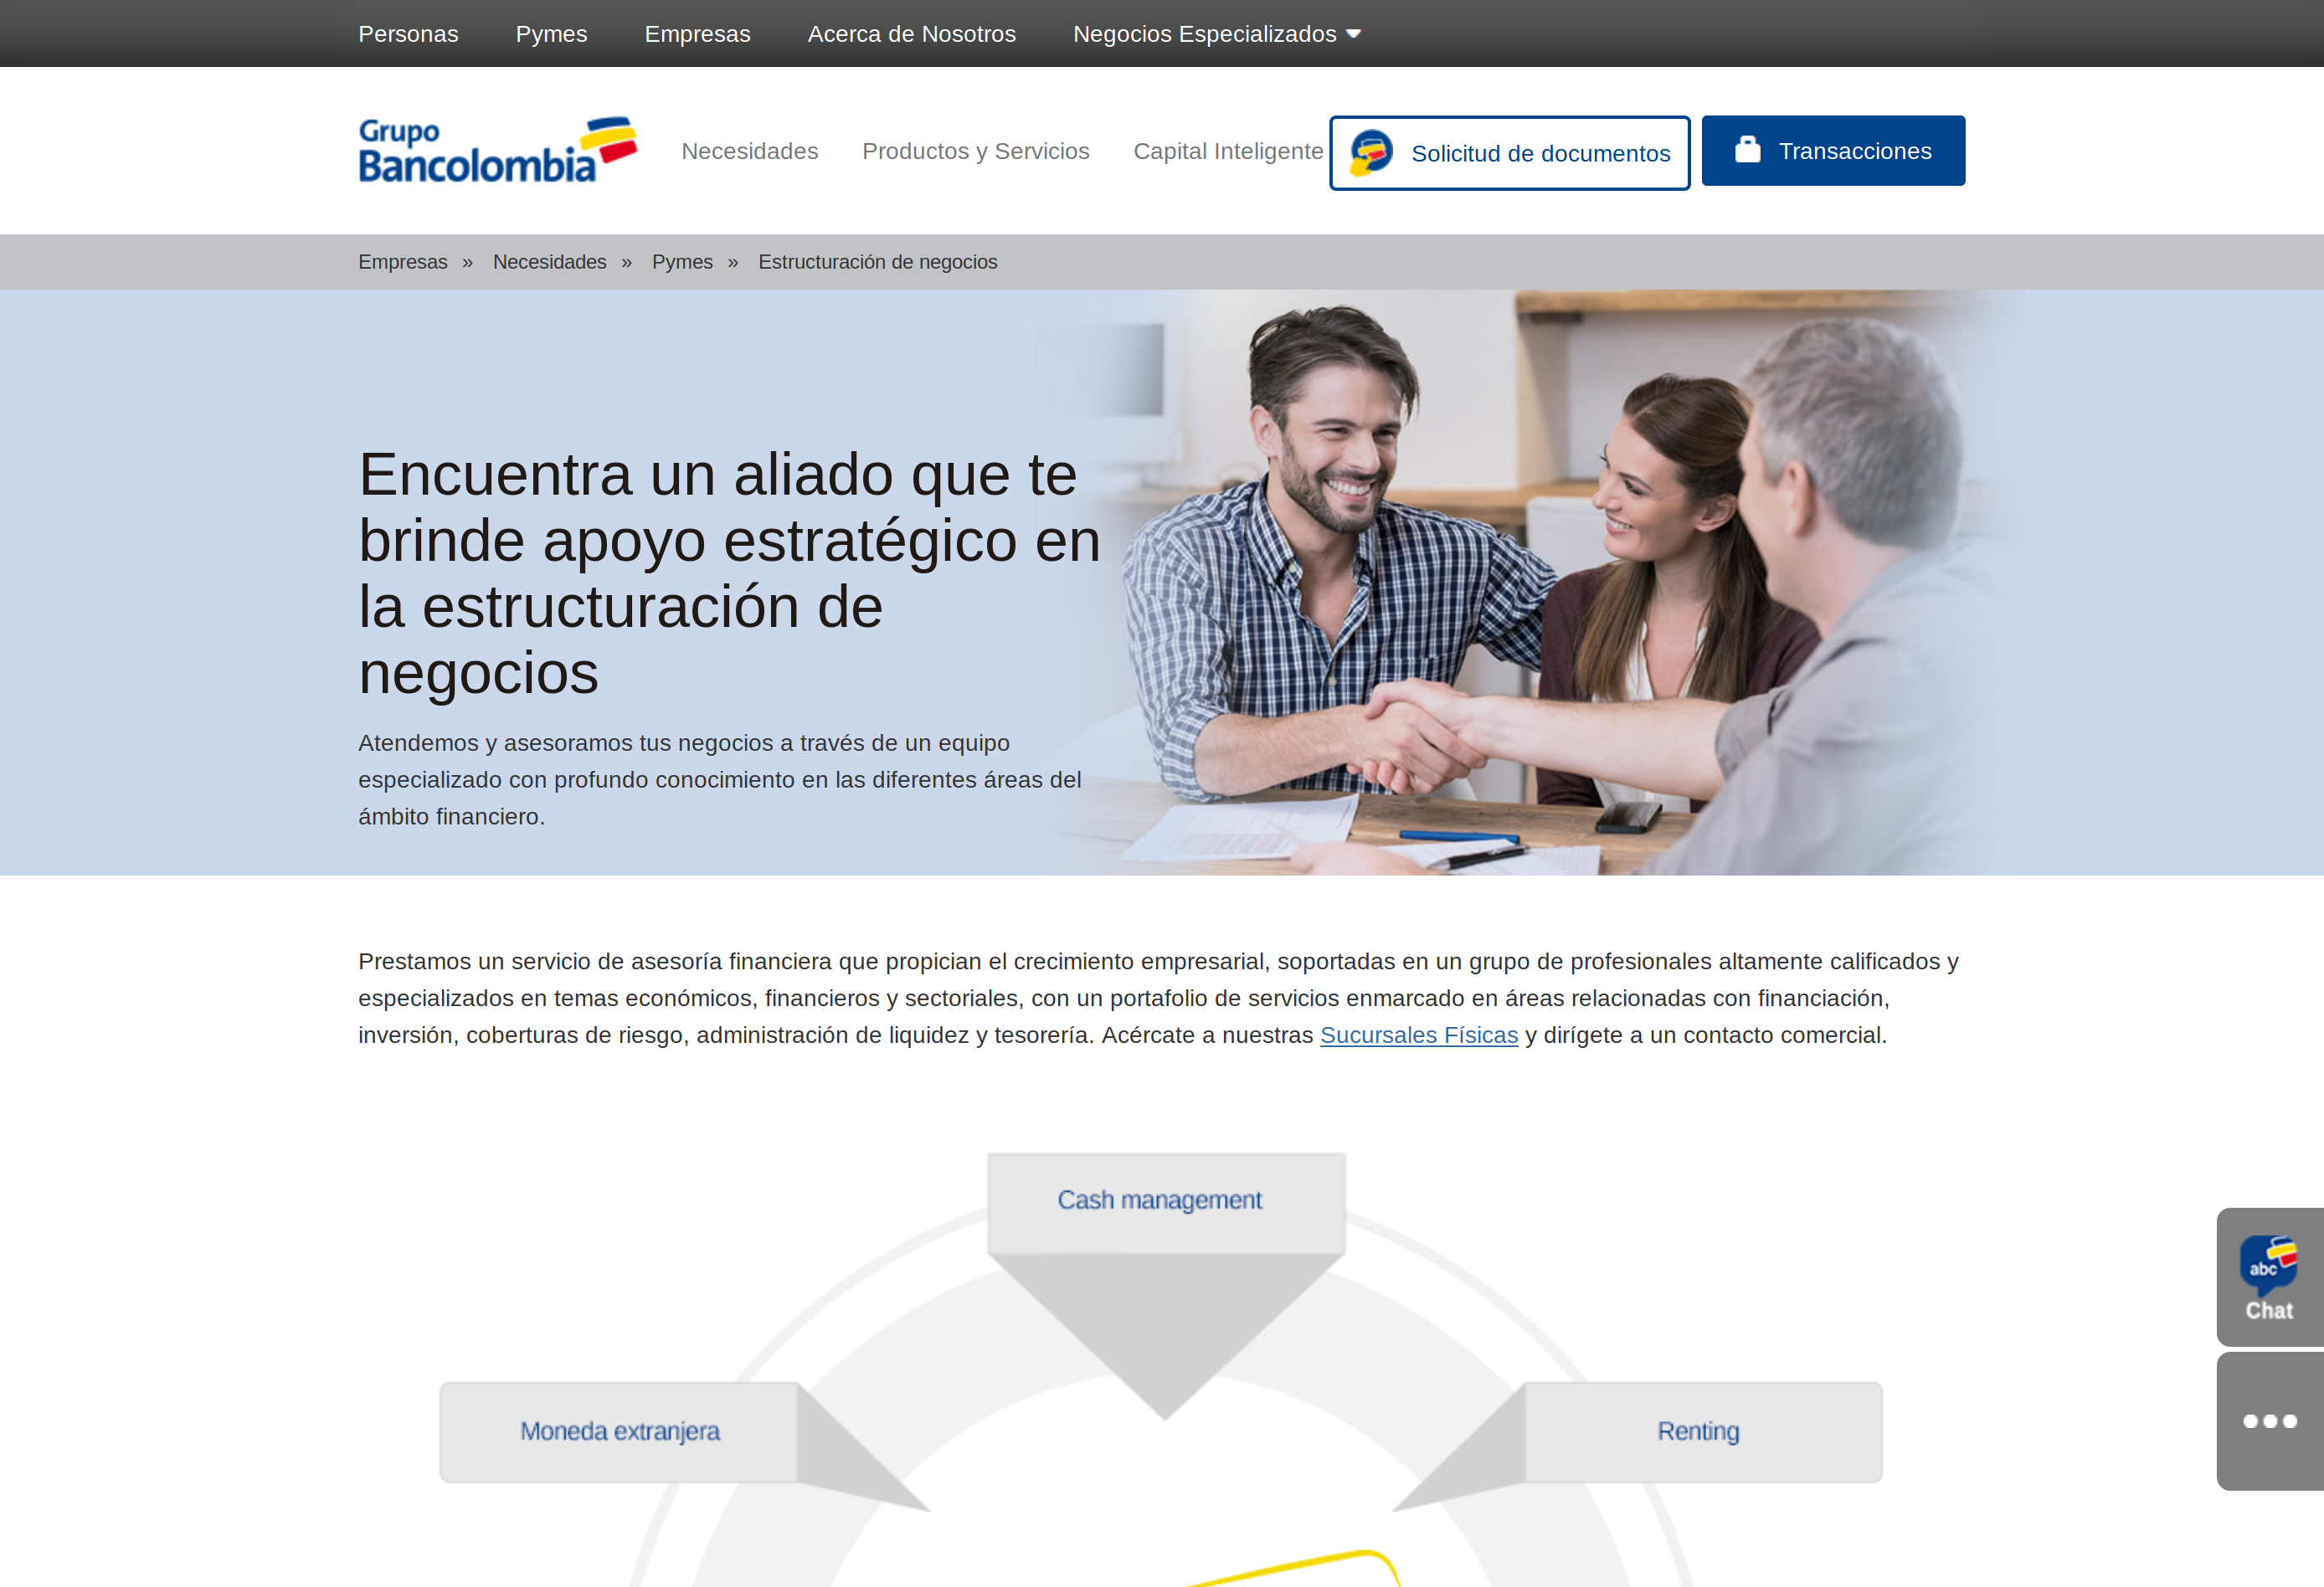 Personas Pymes Empresas Acerca de Nosotros Negocios Especializados
Grupo
Bancolombia
Necesidades Productos y Servicios Capital Inteligente Solicitud de documentos Transacciones
Empresas » Necesidades » Pymes » Estructuración de negocios
Encuentra un aliado que te
brinde apoyo estratégico en
la estructuración de
negocios
Atendemos y asesoramos tus negocios a través de un equipo
especializado con profundo conocimiento en las diferentes áreas del
ámbito financiero.
Prestamos un servicio de asesoría financiera que propician el crecimiento empresarial, soportadas en un grupo de profesionales altamente calificados y
especializados en temas económicos, financieros y sectoriales, con un portafolio de servicios enmarcado en áreas relacionadas con financiación,
inversión, coberturas de riesgo, administración de liquidez y tesorería. Acércate a nuestras Sucursales Físicas y dirígete a un contacto comercial.
Cash management
abc
Chat
Moneda extranjera
Renting